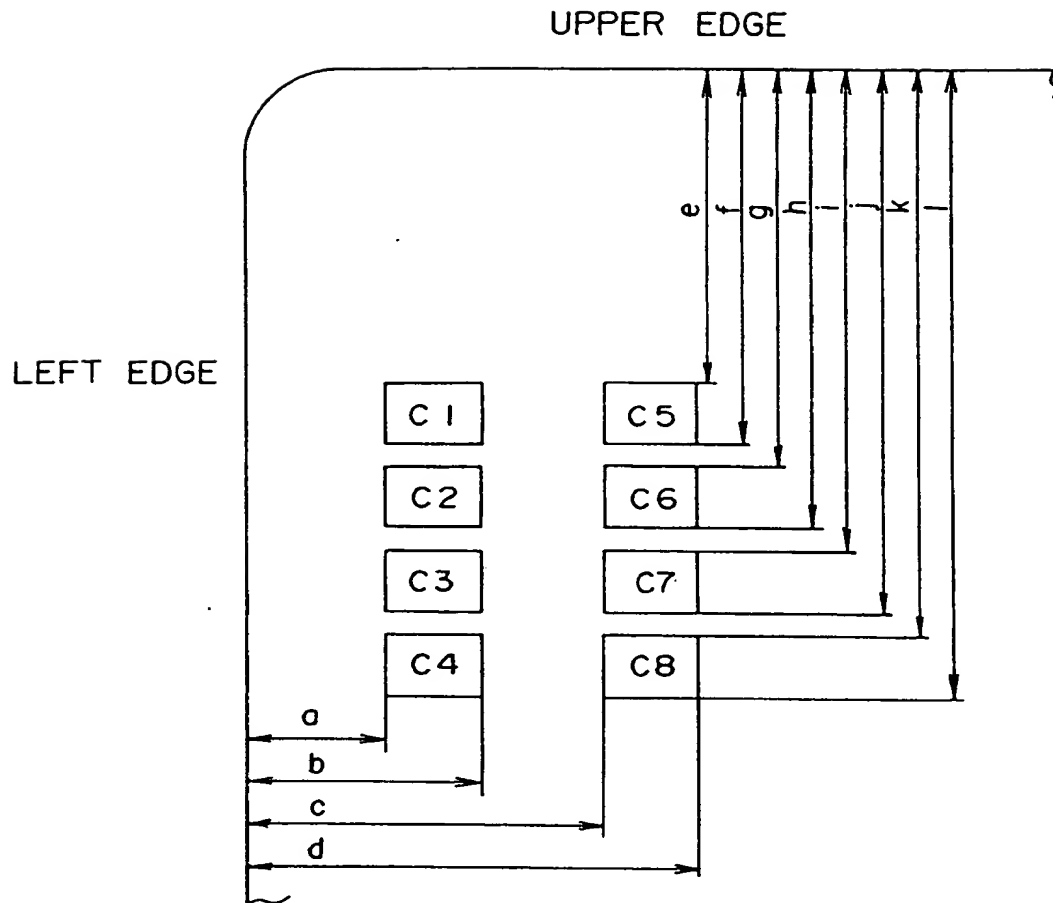 UPPER EDGE
e f g h i j k l
LEFT EDGE
C1 C5
C2 C6
C3 C7
C4 C8
a
b
c
d